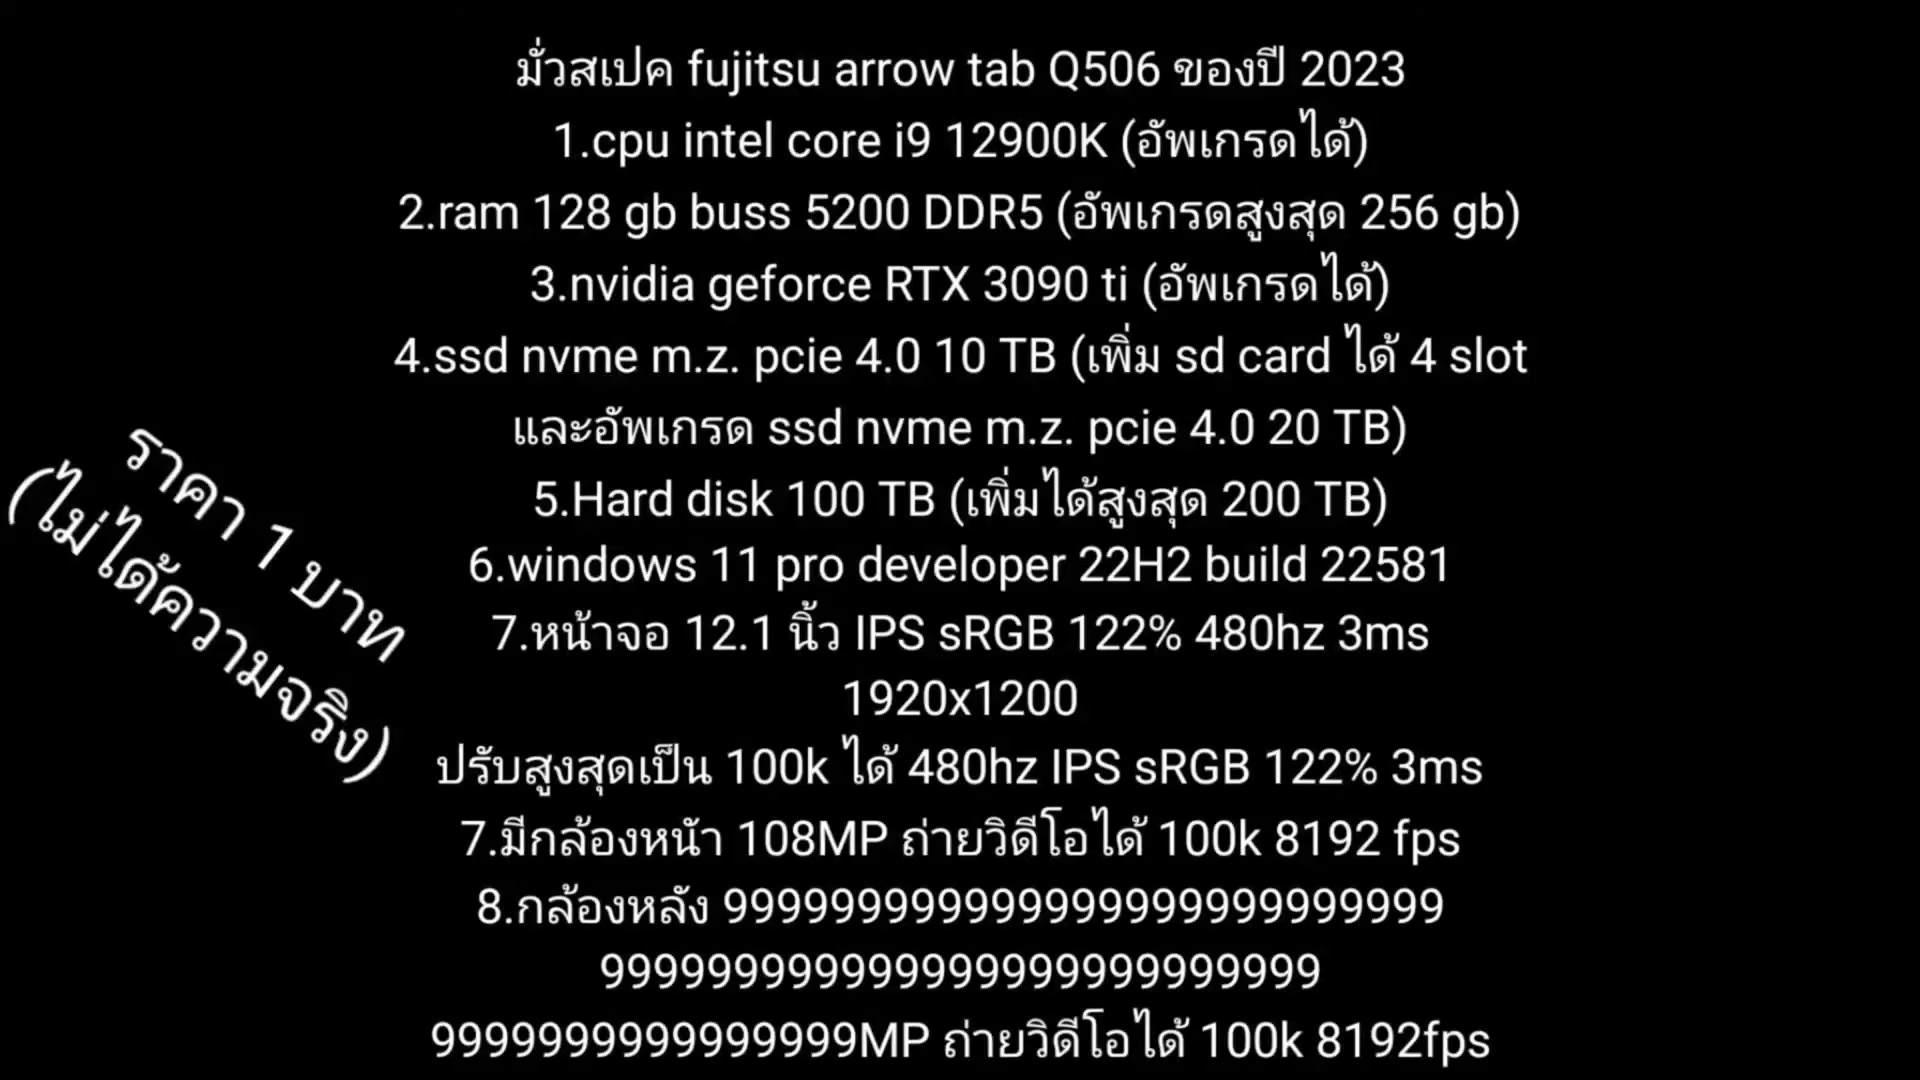 มั่วสเปค fujitsu arrow tab Q506 ของปี 2023
1.cpu intel core i9 12900K (อัพเกรดได้)
2.ram 128 gb buss 5200 DDR5 (อัพเกรดสูงสุด 256 gb)
3.nvidia geforce RTX 3090 ti (อัพเกรดได้)
4.ssd nvme m.z. pcie 4.0 10 TB (เพิ่ม sd card ได้ 4 slot
และอัพเกรด ssd nvme m.z. pcie 4.0 20 TB)
5.Hard disk 100 TB (เพิ่มได้สูงสุด 200 TB)
6.windows 11 pro developer 22H2 build 22581
7.หน้าจอ 12.1 นิ้ว IPS sRGB 122% 480hz 3ms
1920x1200
ปรับสูงสุดเป็น 100k ได้ 480hz IPS sRGB 122% 3ms
7.มีกล้องหน้า 108MP ถ่ายวิดีโอได้ 100k 8192 fps
8.กล้องหลัง 999999999999999999999999999
999999999999999999999999999
9999999999999999MP ถ่ายวิดีโอได้ 100k 8192fps
ราคา 1 บาท
(ไม่ได้ความจริง)